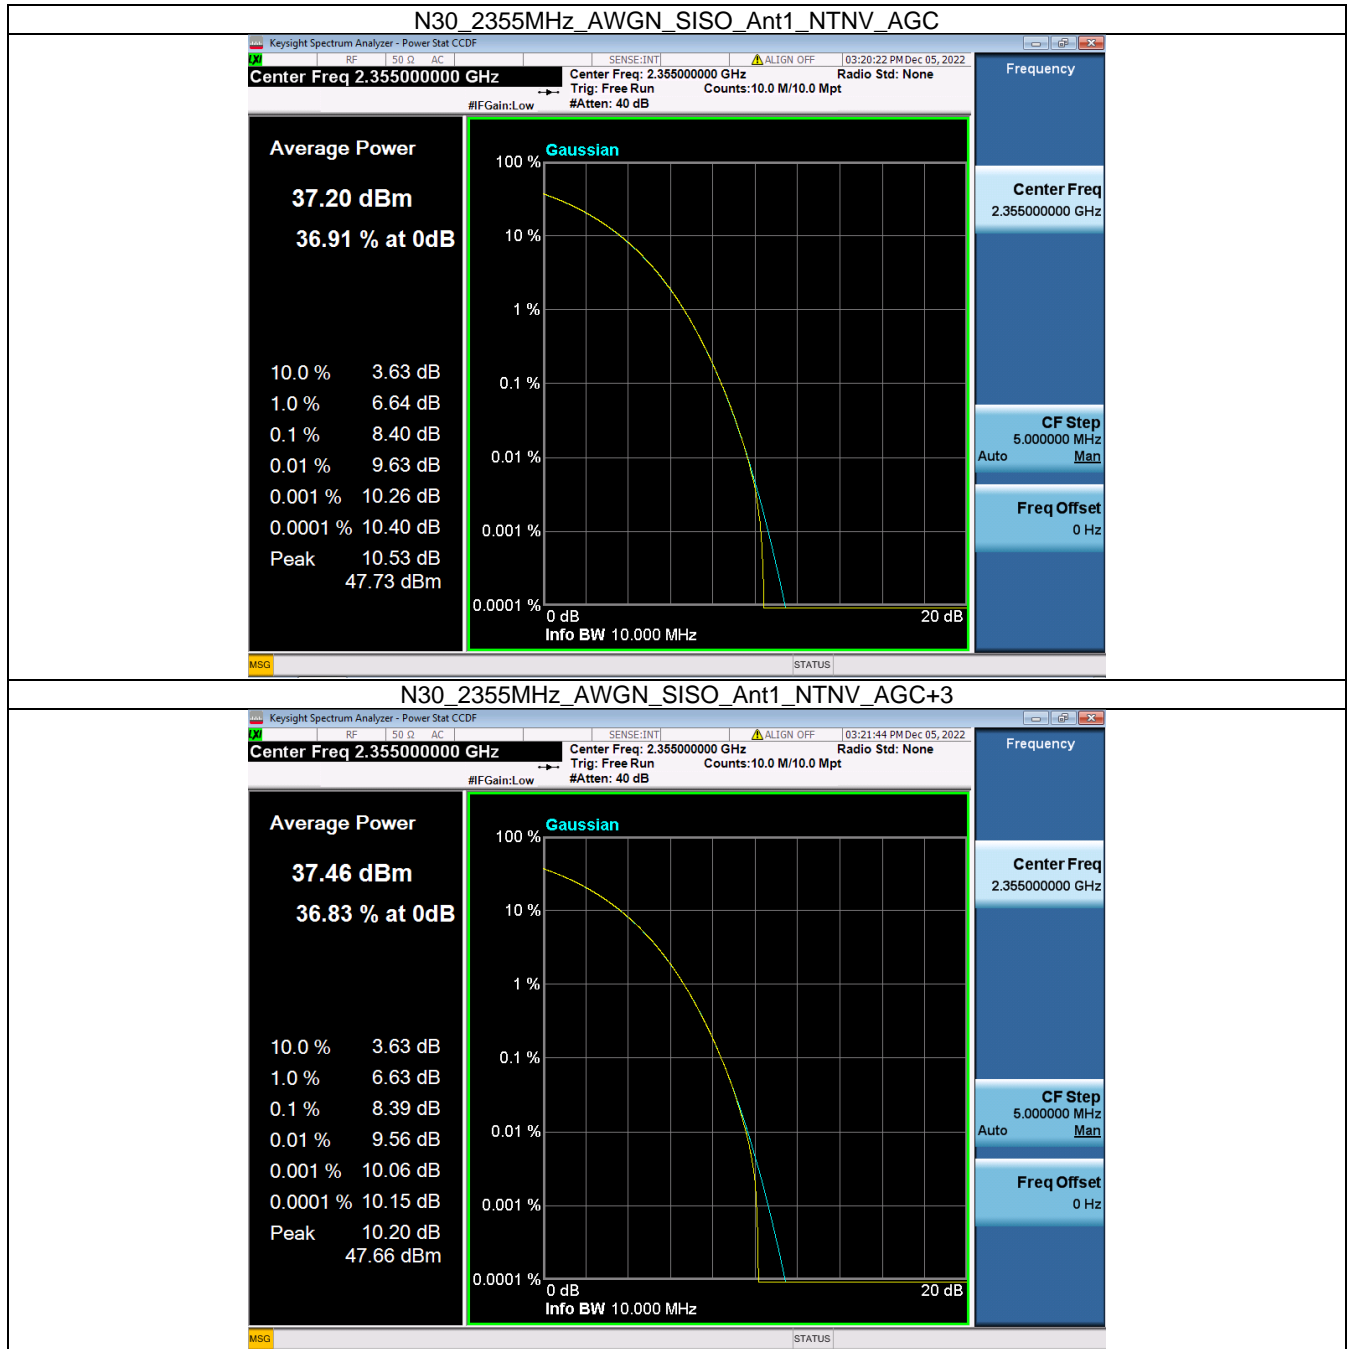 N30_2355MHz_AWGN_SISO_Ant1_NTNV_AGC
Keysight Spectrum Analyzer - Power Stat CCDF
LXI RF 50 Ω AC SENSE:INT ALIGN OFF 03:20:22 PM Dec 05, 2022
Center Freq 2.355000000 GHz
Center Freq: 2.355000000 GHz Radio Std: None
Trig: Free Run Counts:10.0 M/10.0 Mpt
#IFGain:Low #Atten: 40 dB
Frequency
Average Power
37.20 dBm
36.91 % at 0dB
10.0 % 3.63 dB
1.0 % 6.64 dB
0.1 % 8.40 dB
0.01 % 9.63 dB
0.001 % 10.26 dB
0.0001 % 10.40 dB
Peak 10.53 dB
47.73 dBm
Gaussian
100 %
10 %
1 %
0.1 %
0.01 %
0.001 %
0.0001 %
0 dB 20 dB
Info BW 10.000 MHz
Center Freq
2.355000000 GHz
CF Step
5.000000 MHz
Auto Man
Freq Offset
0 Hz
MSG STATUS
N30_2355MHz_AWGN_SISO_Ant1_NTNV_AGC+3
Keysight Spectrum Analyzer - Power Stat CCDF
LXI RF 50 Ω AC SENSE:INT ALIGN OFF 03:21:44 PM Dec 05, 2022
Center Freq 2.355000000 GHz
Center Freq: 2.355000000 GHz Radio Std: None
Trig: Free Run Counts:10.0 M/10.0 Mpt
#IFGain:Low #Atten: 40 dB
Frequency
Average Power
37.46 dBm
36.83 % at 0dB
10.0 % 3.63 dB
1.0 % 6.63 dB
0.1 % 8.39 dB
0.01 % 9.56 dB
0.001 % 10.06 dB
0.0001 % 10.15 dB
Peak 10.20 dB
47.66 dBm
Gaussian
100 %
10 %
1 %
0.1 %
0.01 %
0.001 %
0.0001 %
0 dB 20 dB
Info BW 10.000 MHz
Center Freq
2.355000000 GHz
CF Step
5.000000 MHz
Auto Man
Freq Offset
0 Hz
MSG STATUS